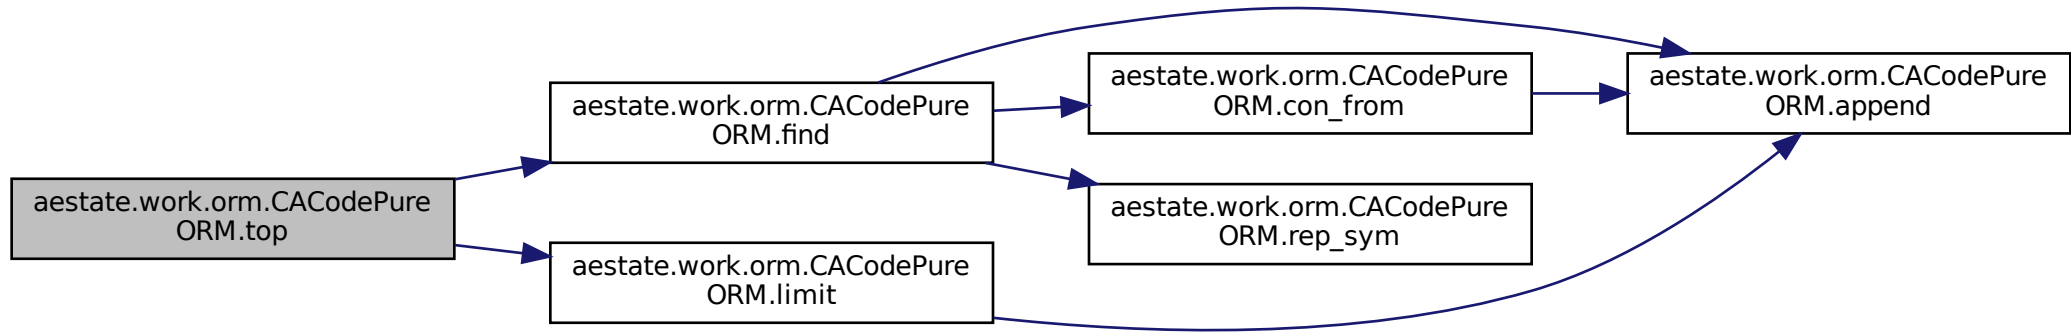 aestate.work.orm.CACodePure
ORM.top
aestate.work.orm.CACodePure
ORM.find
aestate.work.orm.CACodePure
ORM.limit
aestate.work.orm.CACodePure
ORM.con_from
aestate.work.orm.CACodePure
ORM.rep_sym
aestate.work.orm.CACodePure
ORM.append